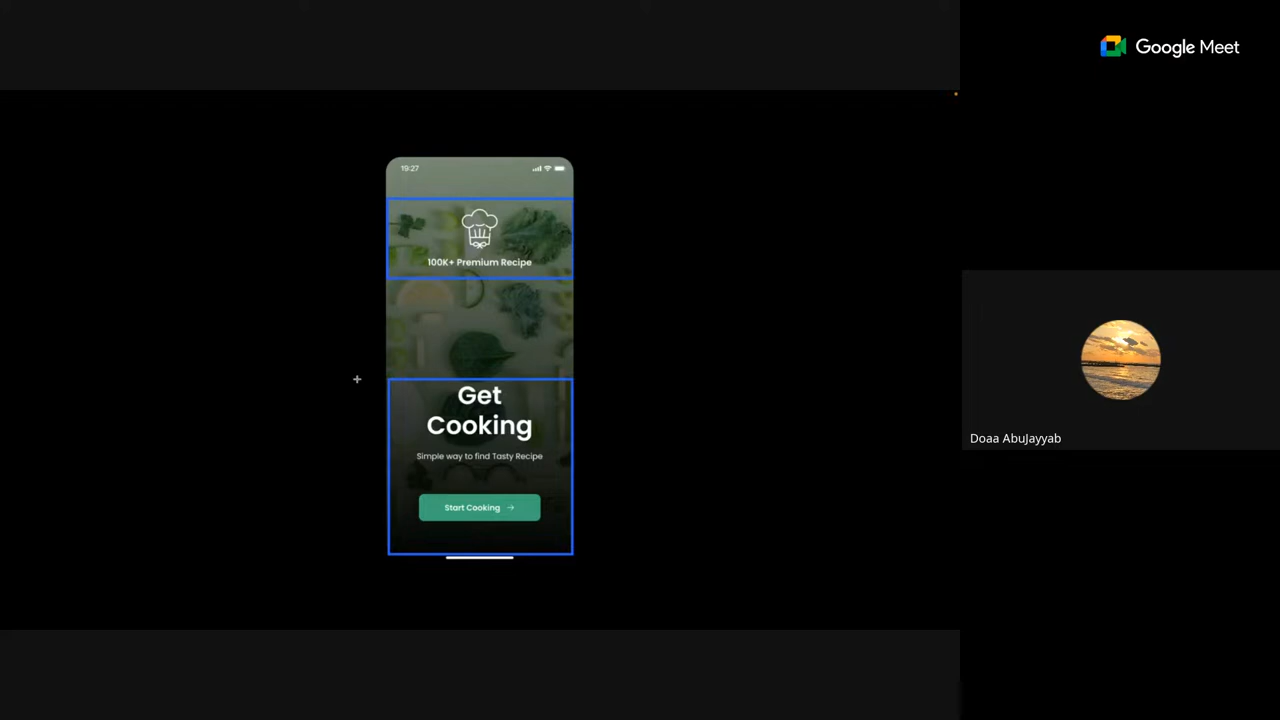 Google Meet
19:27
100K+ Premium Recipe
Get
Cooking
Simple way to find Tasty Recipe
Start Cooking →
Doaa AbuJayyab